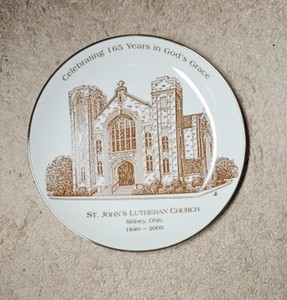 Celebrating 165 Years in God's Grace
St. John's Lutheran Church
Sidney, Ohio
1840 - 2005